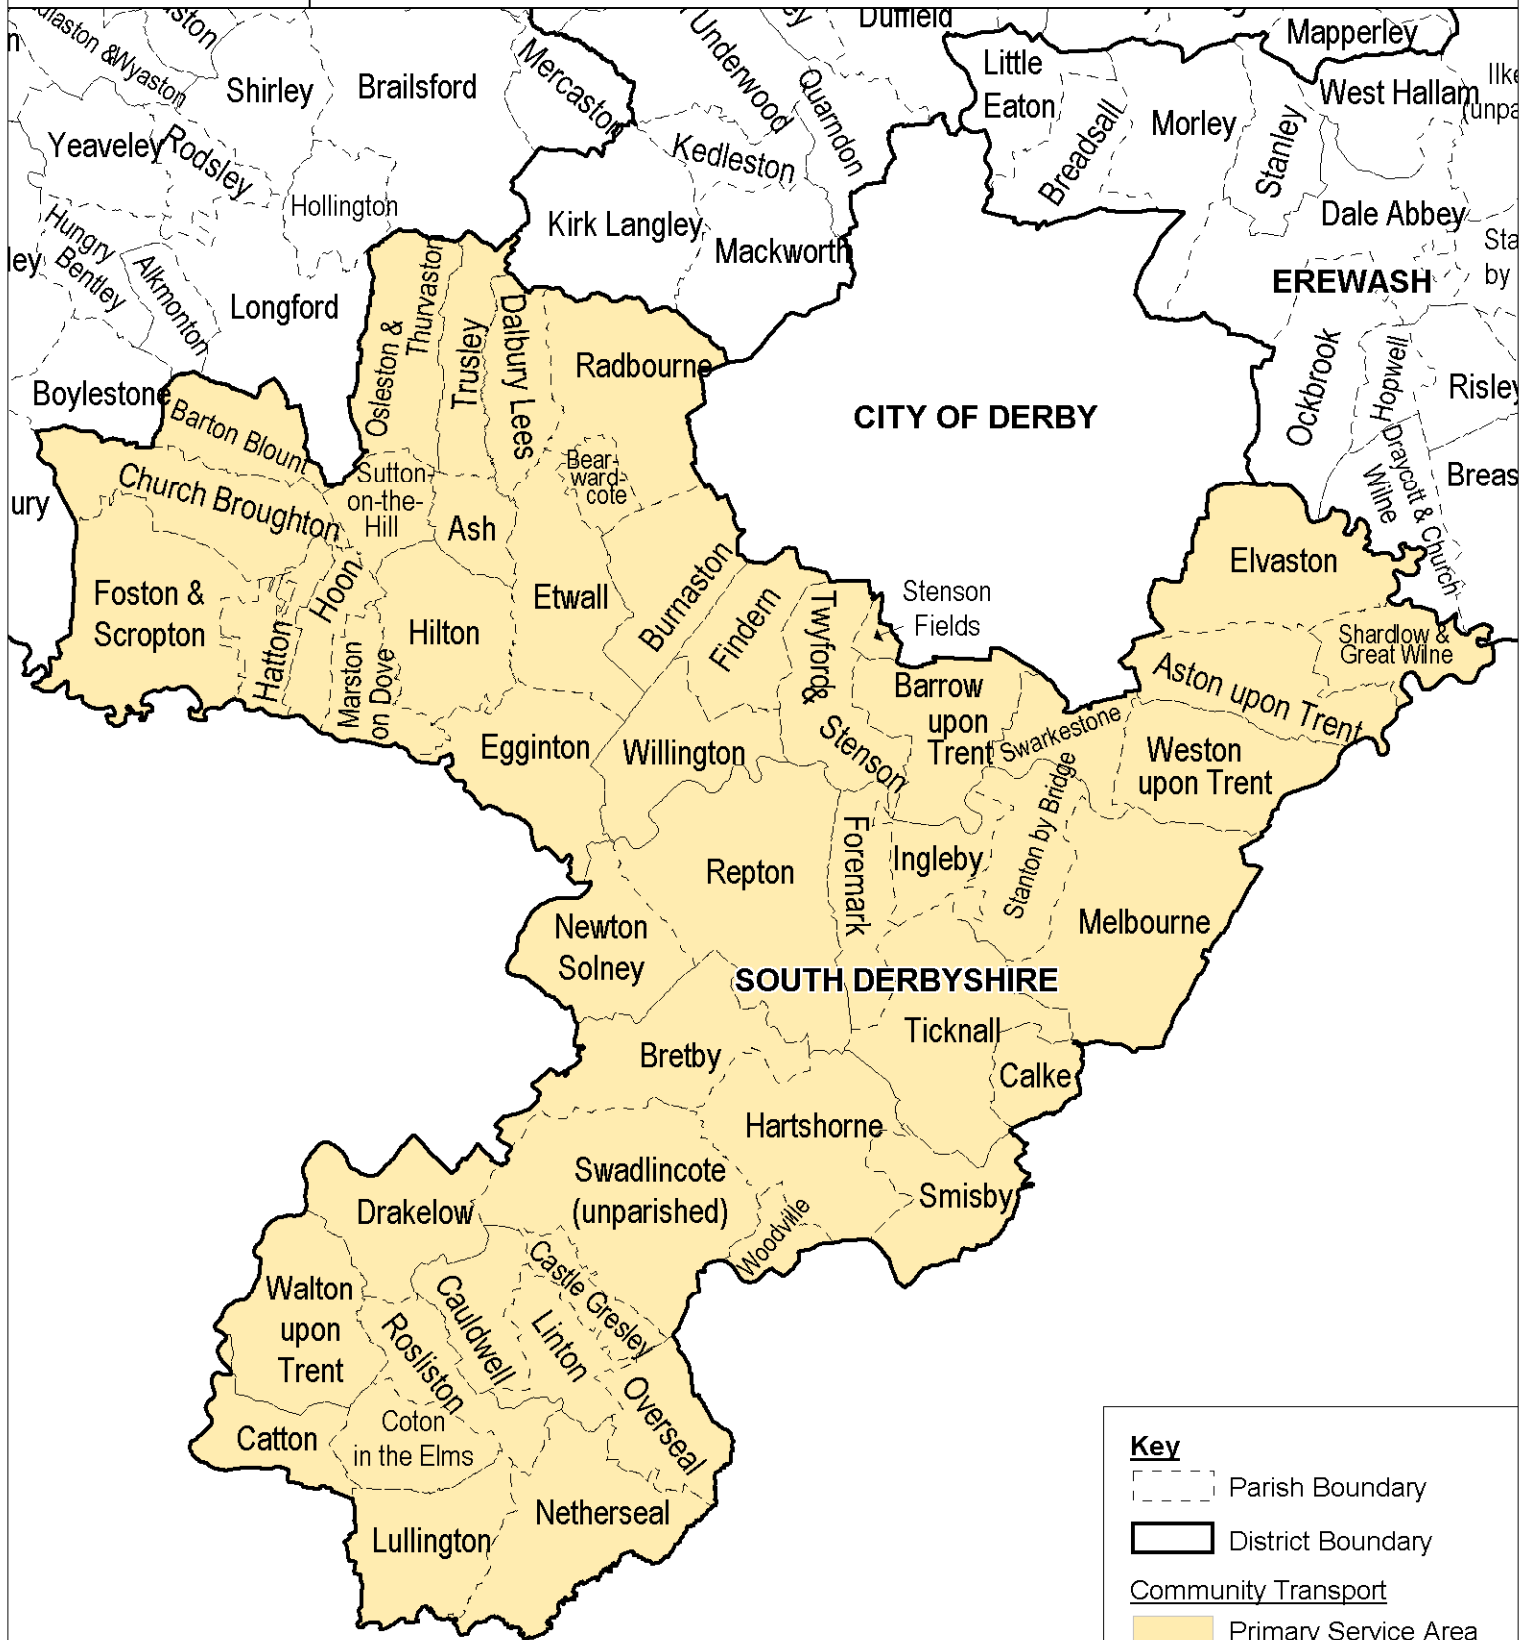 Duffield
Mapperley
Underwood
Little
Eaton
Mercaston
Shirley
Brailsford
Quarndon
Breadsall
Morley
Stanley
West Hallam
&Wyaston
Yeaveley
Rodsley
Kedleston
Hollington
Kirk Langley
Mackworth
Dale Abbey
Hungry
Bentley
Alkmonton
Longford
EREWASH
by
Osleston &
Thurvaston
Trusley
Dalbury Lees
Radbourne
CITY OF DERBY
Ockbrook
Hopwell
Risley
Draycott & Church
Wilne
Boylestone
Barton Blount
Church Broughton
Sutton-
on-the-
Hill
Ash
Bear-
ward-
cote
Foston &
Scropton
Hatton
Hoon
Marston
on Dove
Hilton
Etwall
Burnaston
Findern
Twyford &
Stenson
Stenson
Fields
Elvaston
Shardlow &
Great Wilne
Aston upon Trent
Barrow
upon
Trent
Swarkestone
Weston
upon Trent
Egginton
Willington
Stanton by Bridge
Repton
Foremark
Ingleby
Melbourne
Newton
Solney
SOUTH DERBYSHIRE
Ticknall
Bretby
Calke
Hartshorne
Swadlincote
(unparished)
Smisby
Woodville
Drakelow
Walton
upon
Trent
Castle Gresley
Cauldwell
Linton
Rosliston
Overseal
Catton
Coton
in the Elms
Netherseal
Lullington
Key
Parish Boundary
District Boundary
Community Transport
Primary Service Area